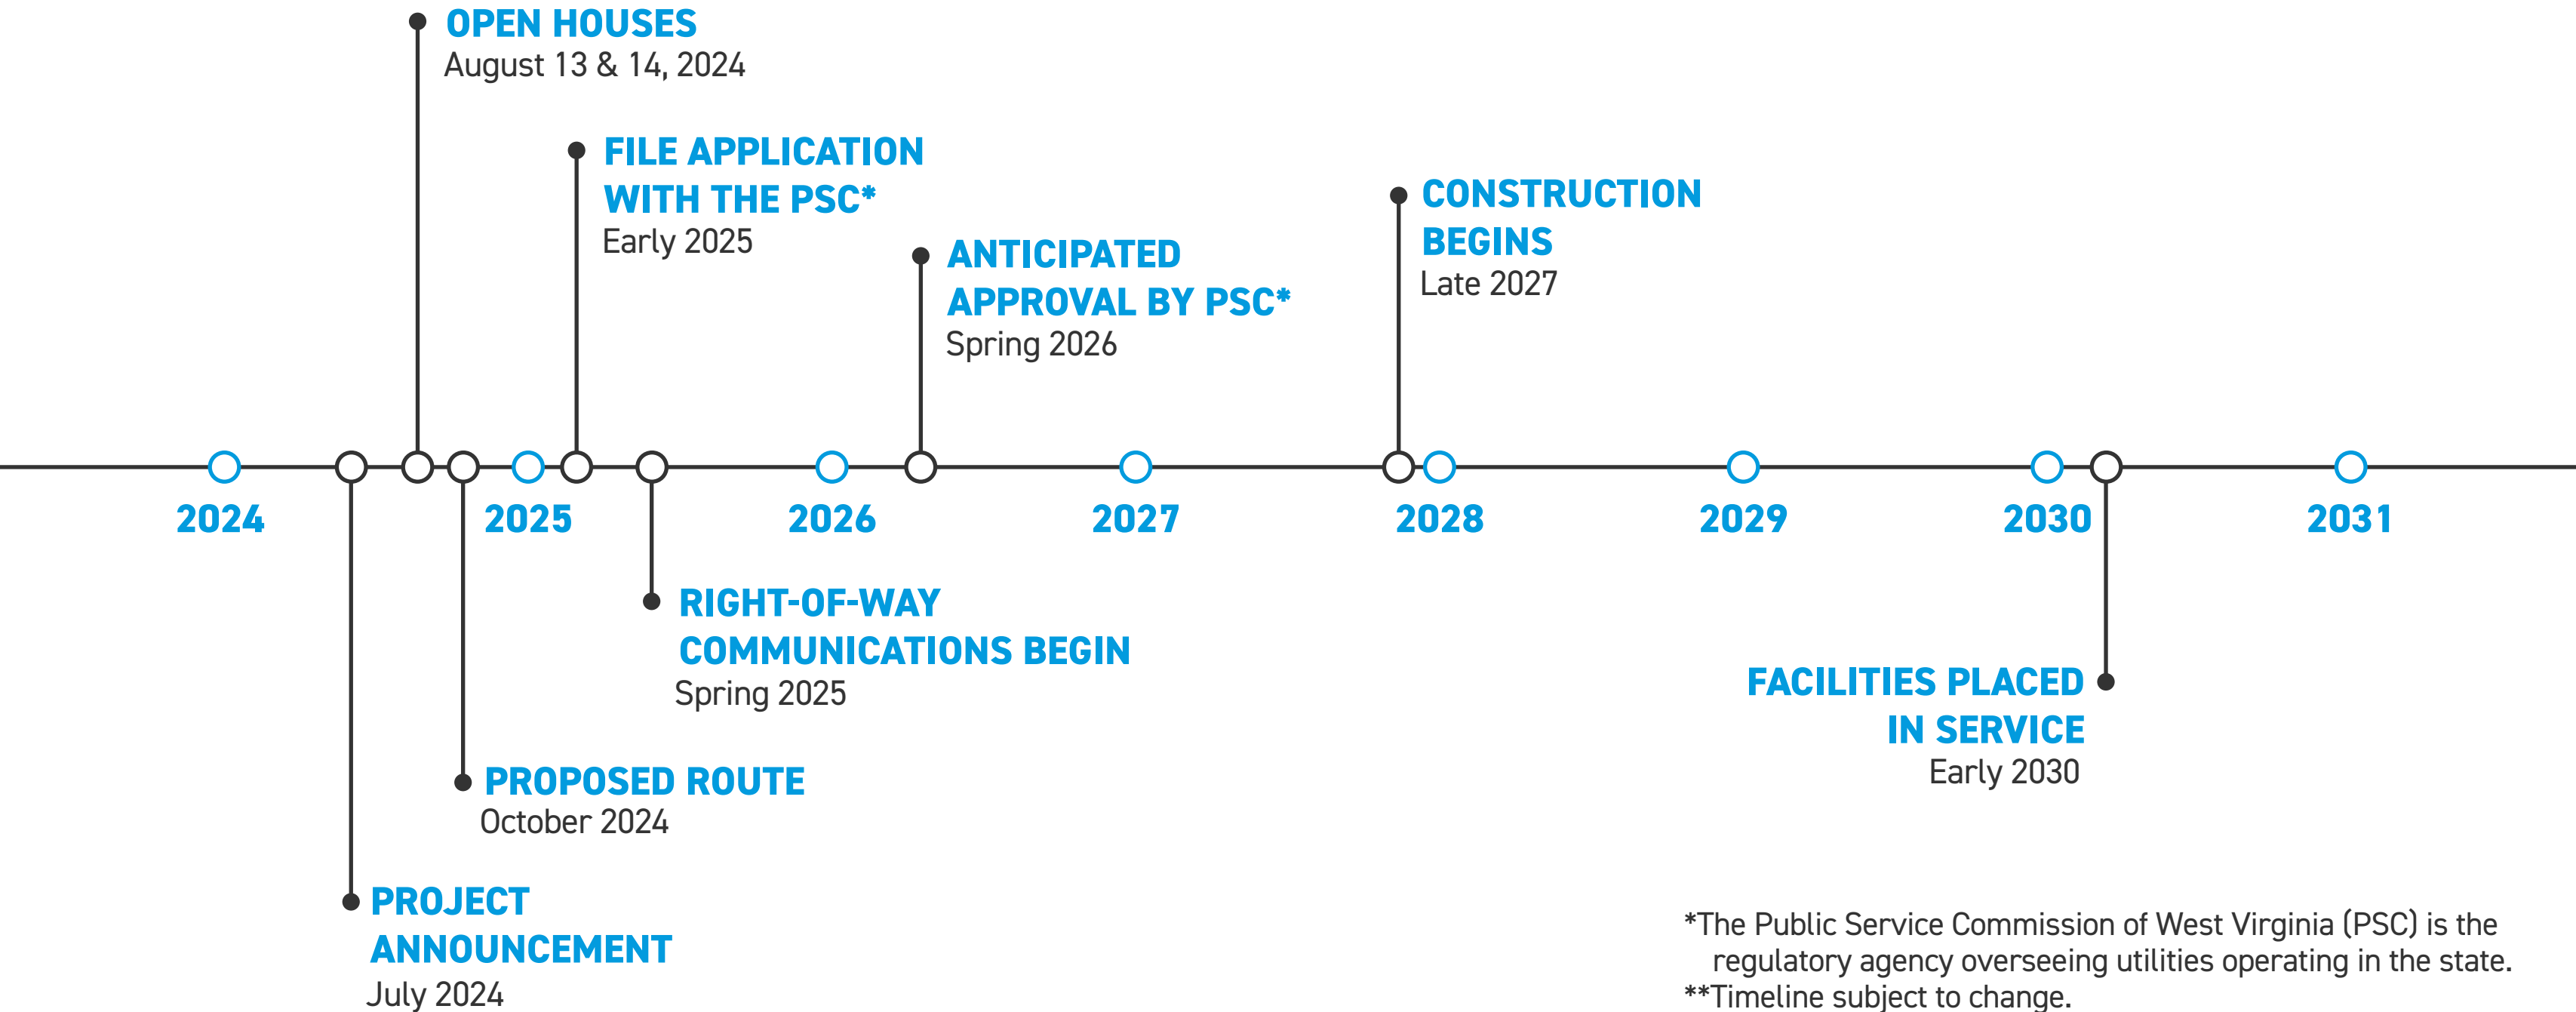 OPEN HOUSES
August 13 & 14, 2024
FILE APPLICATION
WITH THE PSC*
Early 2025
ANTICIPATED
APPROVAL BY PSC*
Spring 2026
CONSTRUCTION
BEGINS
Late 2027
2024 2025 2026 2027 2028 2029 2030 2031
RIGHT-OF-WAY
COMMUNICATIONS BEGIN
Spring 2025
FACILITIES PLACED
IN SERVICE
Early 2030
PROPOSED ROUTE
October 2024
PROJECT
ANNOUNCEMENT
July 2024
*The Public Service Commission of West Virginia (PSC) is the
regulatory agency overseeing utilities operating in the state.
**Timeline subject to change.